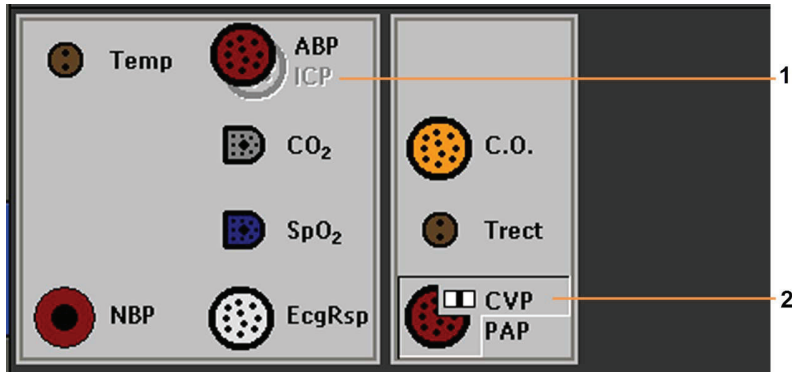 Temp
ABP
ICP
CO₂
SpO₂
NBP
EcgRsp
C.O.
Trect
CVP
PAP
1
2